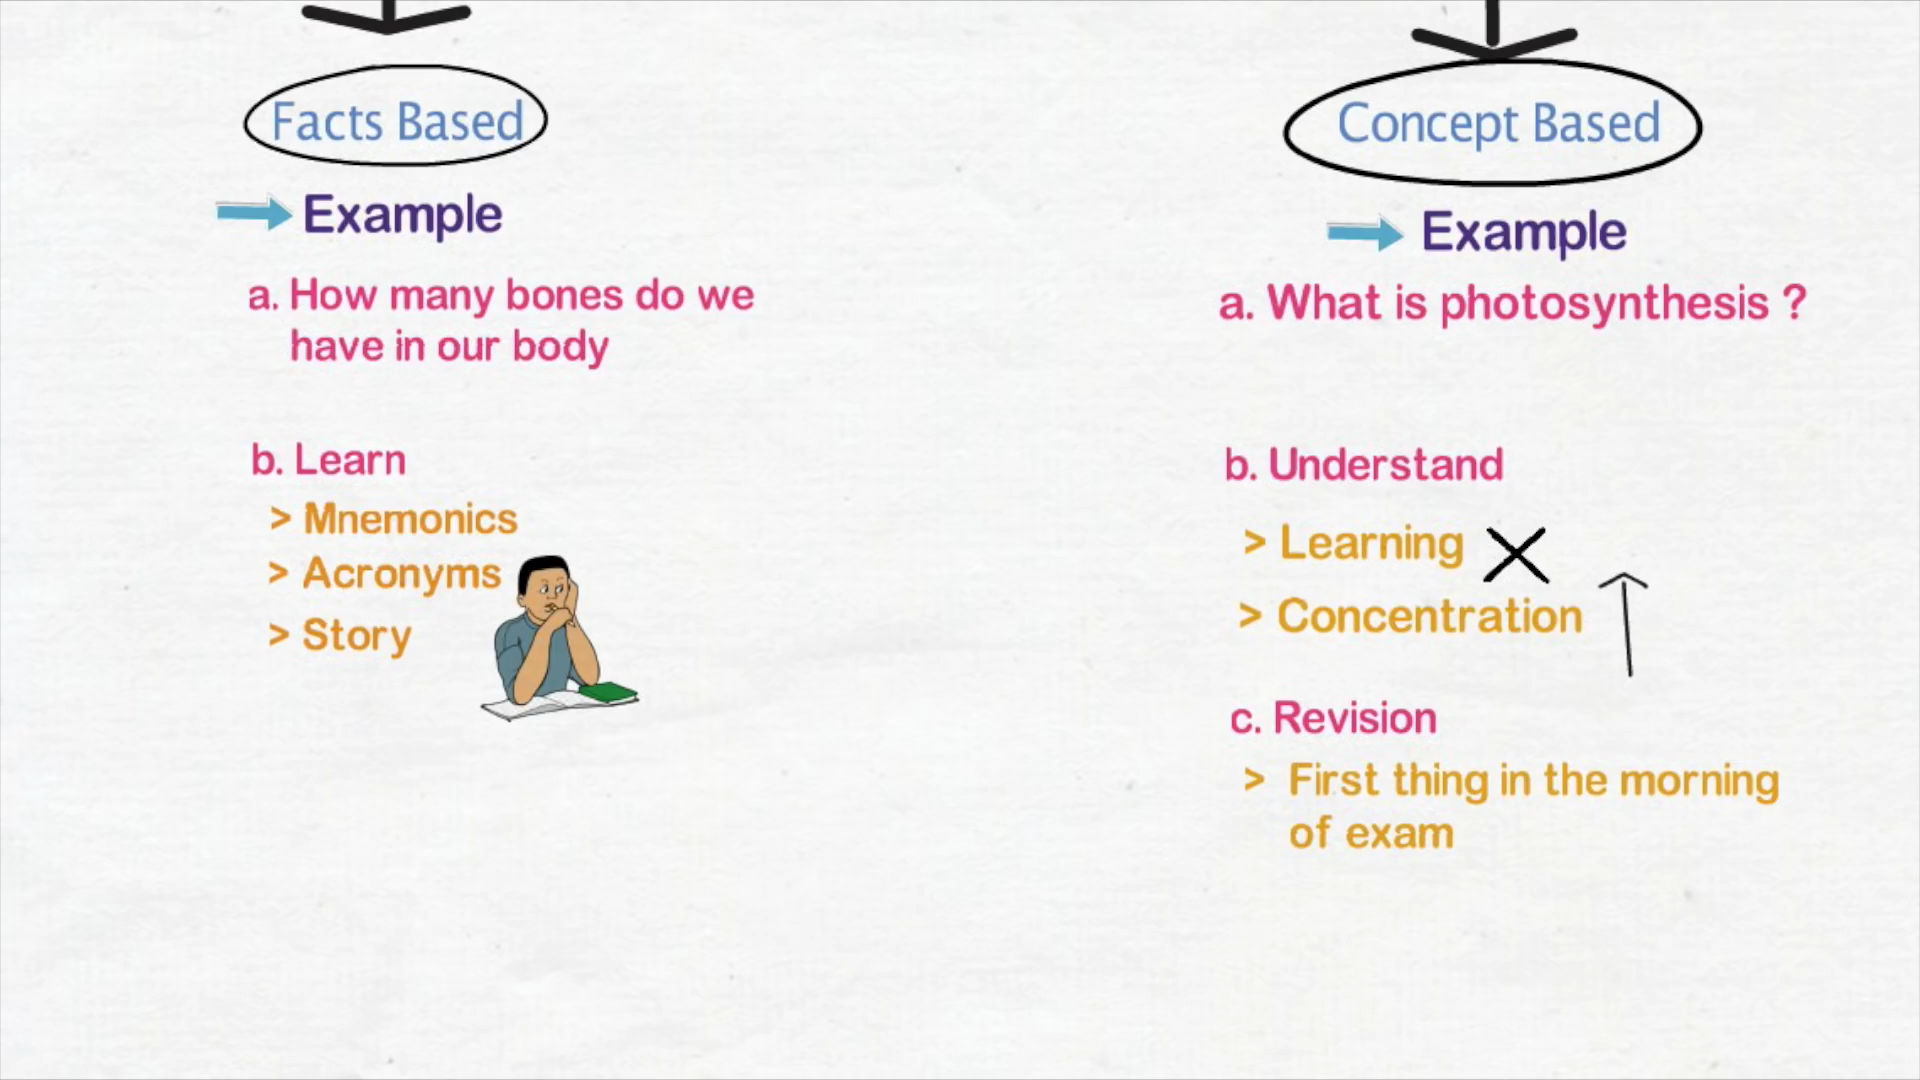 Facts Based
Example
a. How many bones do we
have in our body
b. Learn
> Mnemonics
> Acronyms
> Story
Concept Based
Example
a. What is photosynthesis ?
b. Understand
> Learning
> Concentration
c. Revision
> First thing in the morning
of exam